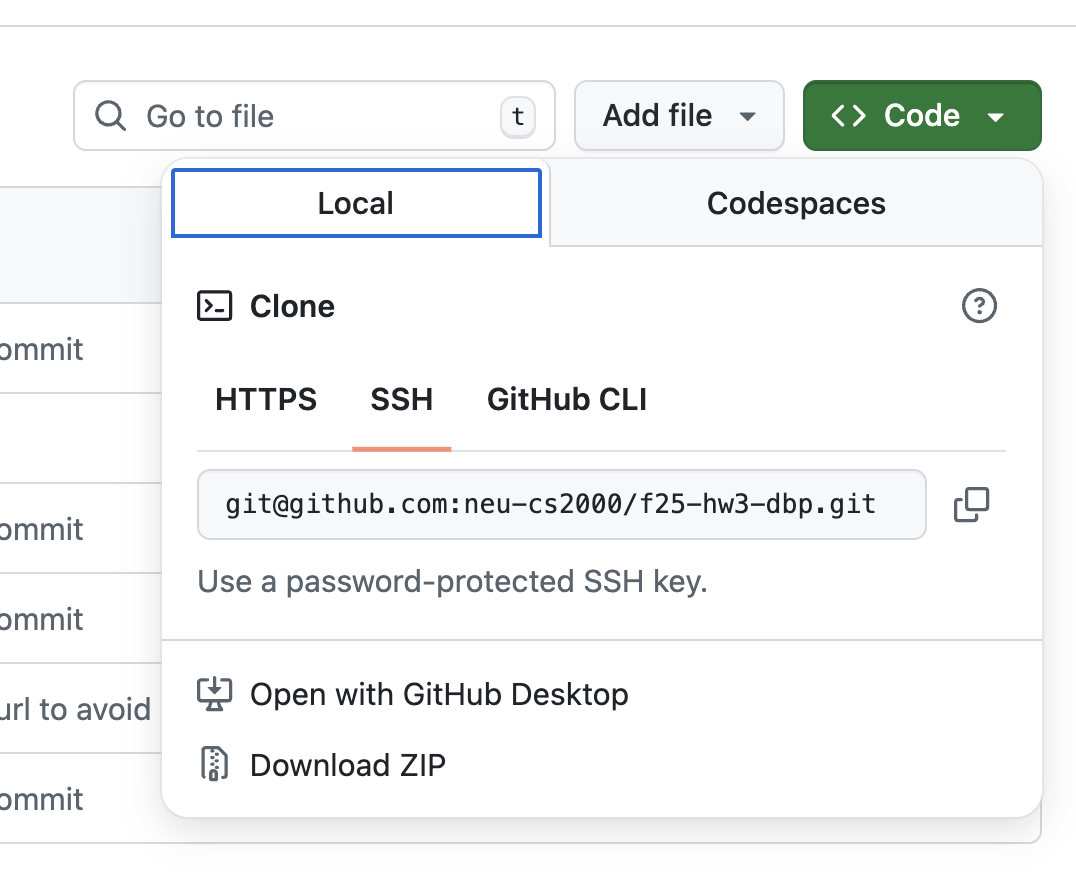 Go to file
t
Add file
Code
Local
Codespaces
Clone
ommit
HTTPS
SSH
GitHub CLI
git@github.com:neu-cs2000/f25-hw3-dbp.git
ommit
Use a password-protected SSH key.
ommit
Open with GitHub Desktop
url to avoid
Download ZIP
ommit